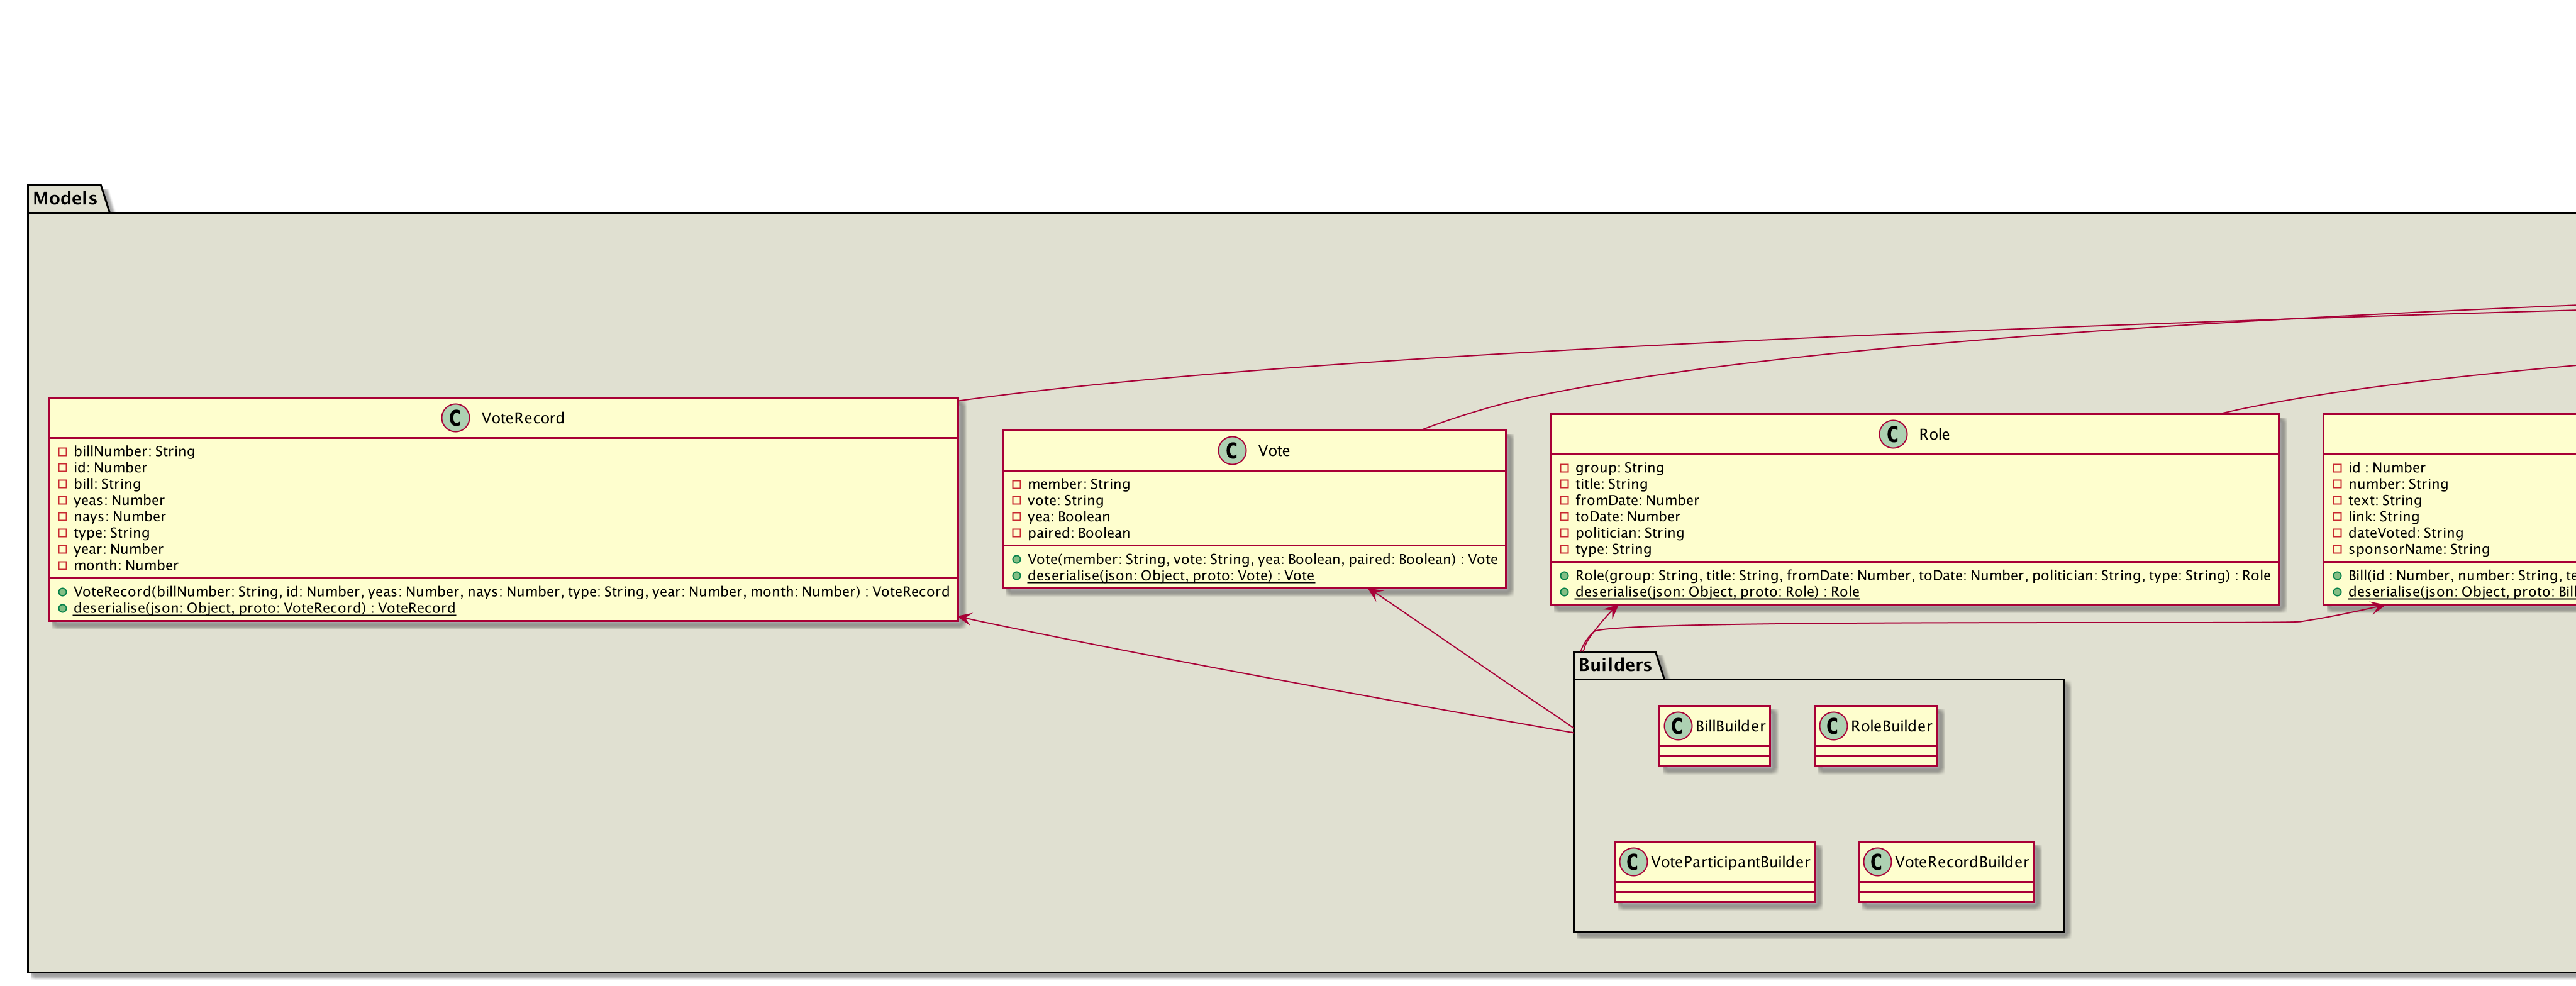 Models
VoteRecord
billNumber: String
id: Number
bill: String
yeas: Number
nays: Number
type: String
year: Number
month: Number
VoteRecord(billNumber: String, id: Number, yeas: Number, nays: Number, type: String, year: Number, month: Number) : VoteRecord
deserialise(json: Object, proto: VoteRecord) : VoteRecord
Vote
member: String
vote: String
yea: Boolean
paired: Boolean
Vote(member: String, vote: String, yea: Boolean, paired: Boolean) : Vote
deserialise(json: Object, proto: Vote) : Vote
Role
group: String
title: String
fromDate: Number
toDate: Number
politician: String
type: String
Role(group: String, title: String, fromDate: Number, toDate: Number, politician: String, type: String) : Role
deserialise(json: Object, proto: Role) : Role
id : Number
number: String
text: String
link: String
dateVoted: String
sponsorName: String
Bill(id : Number, number: String, te
deserialise(json: Object, proto: Bill
Builders
C BillBuilder
C RoleBuilder
C VoteParticipantBuilder
C VoteRecordBuilder